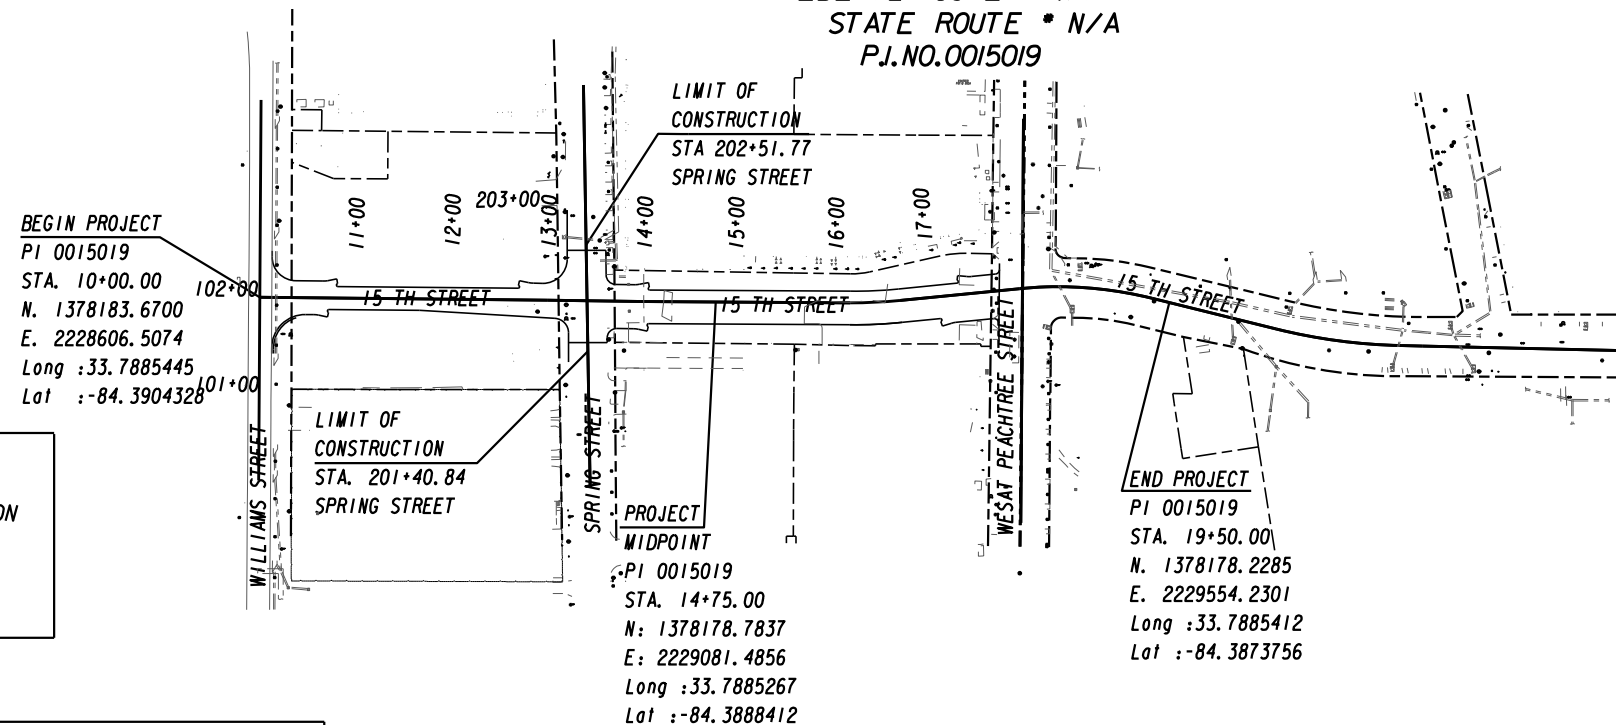 STATE ROUTE * N/A
P.I.NO.0015019
LIMIT OF
CONSTRUCTION
STA 202+51.77
SPRING STREET
BEGIN PROJECT
PI 0015019
STA. 10+00.00
N. 1378183.6700
E. 2228606.5074
Long :33.7885445
Lat :-84.3904328
102+00
101+00
11+00
12+00
203+00
13+00
14+00
15+00
16+00
17+00
15 TH STREET
15 TH STREET
15 TH STREET
WILLIAMS STREET
SPRING STREET
WESAT PEACHTREE STREET
LIMIT OF
CONSTRUCTION
STA. 201+40.84
SPRING STREET
ON
PROJECT
MIDPOINT
PI 0015019
STA. 14+75.00
N: 1378178.7837
E: 2229081.4856
Long :33.7885267
Lat :-84.3888412
END PROJECT
PI 0015019
STA. 19+50.00
N. 1378178.2285
E. 2229554.2301
Long :33.7885412
Lat :-84.3873756